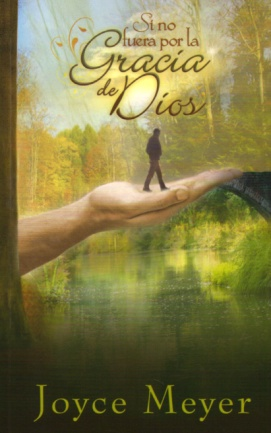 Si no
fuera por la
Gracia
de Dios
Joyce Meyer